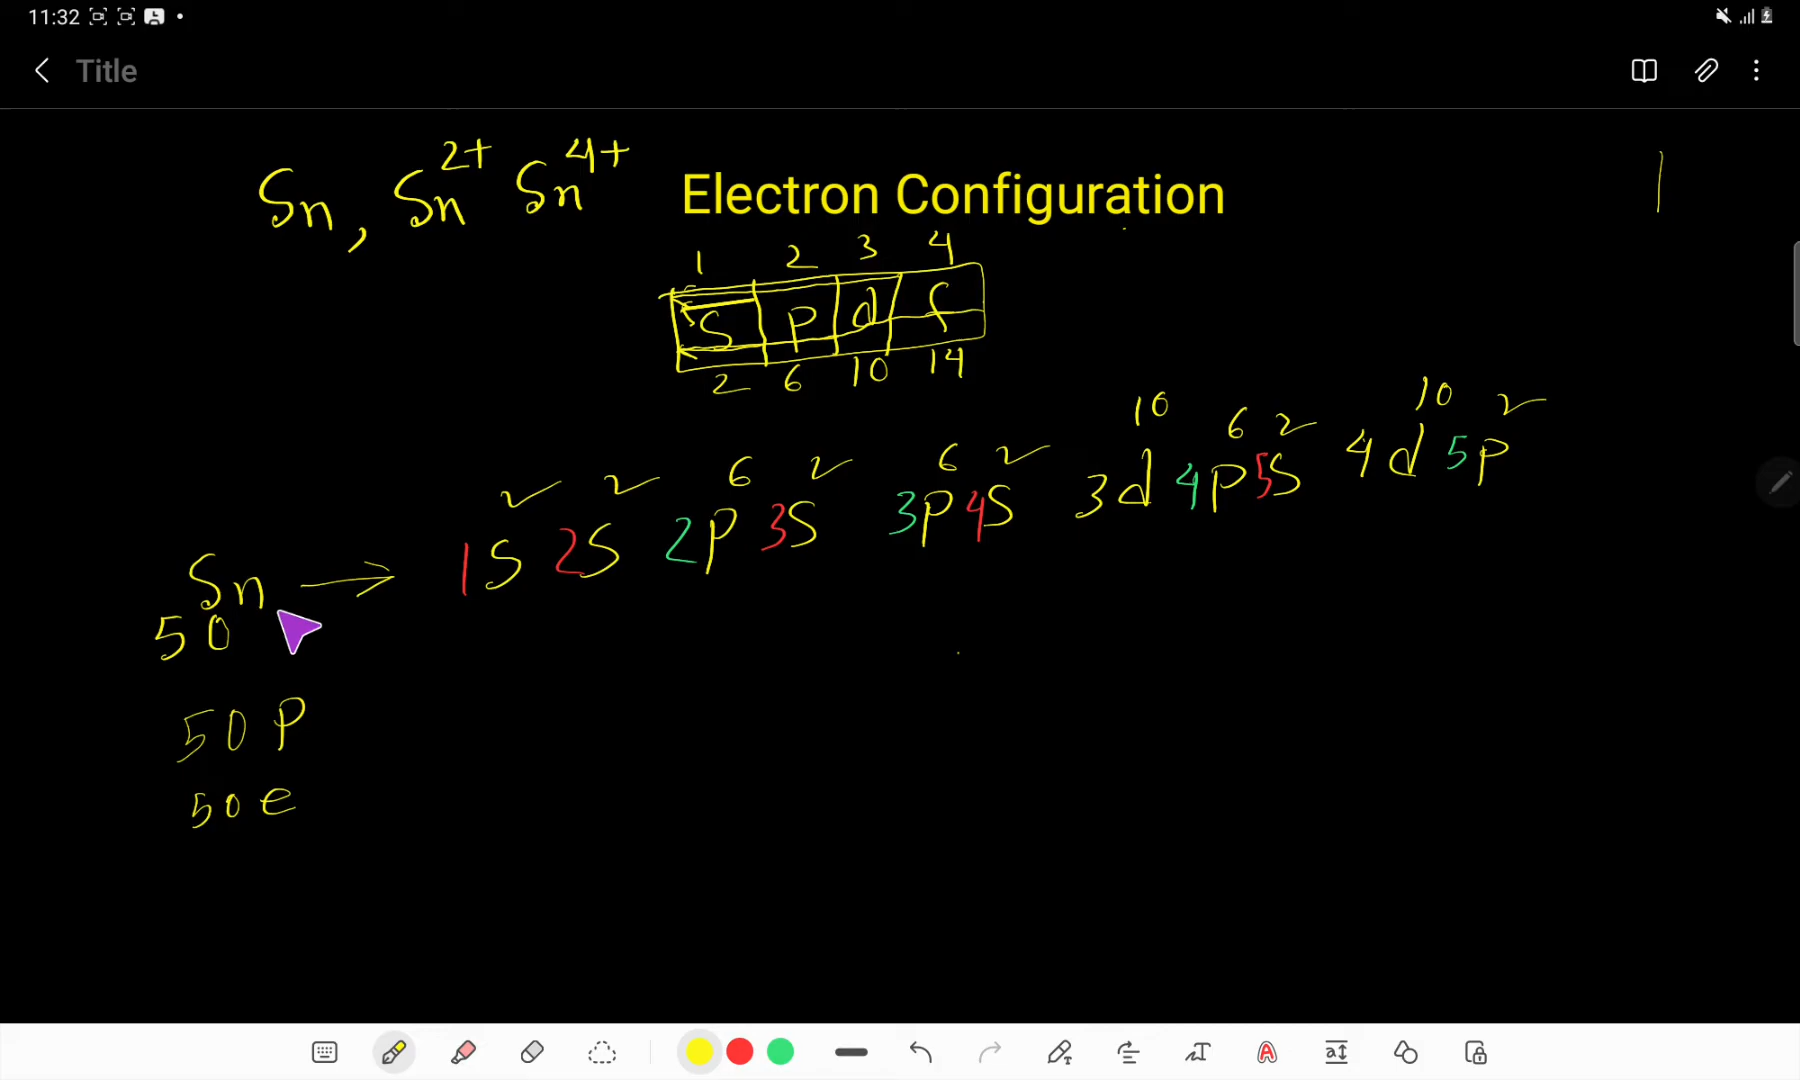 11:32
Title
Sn, Sn²⁺ Sn⁴⁺ Electron Configuration |
1 2 3 4
s p d f
2 6 10 14
Sn → 1s² 2s² 2p⁶ 3s² 3p⁶ 4s² 3d¹⁰ 4p⁶ 5s² 4d¹⁰ 5p²
50
50 P
50 e